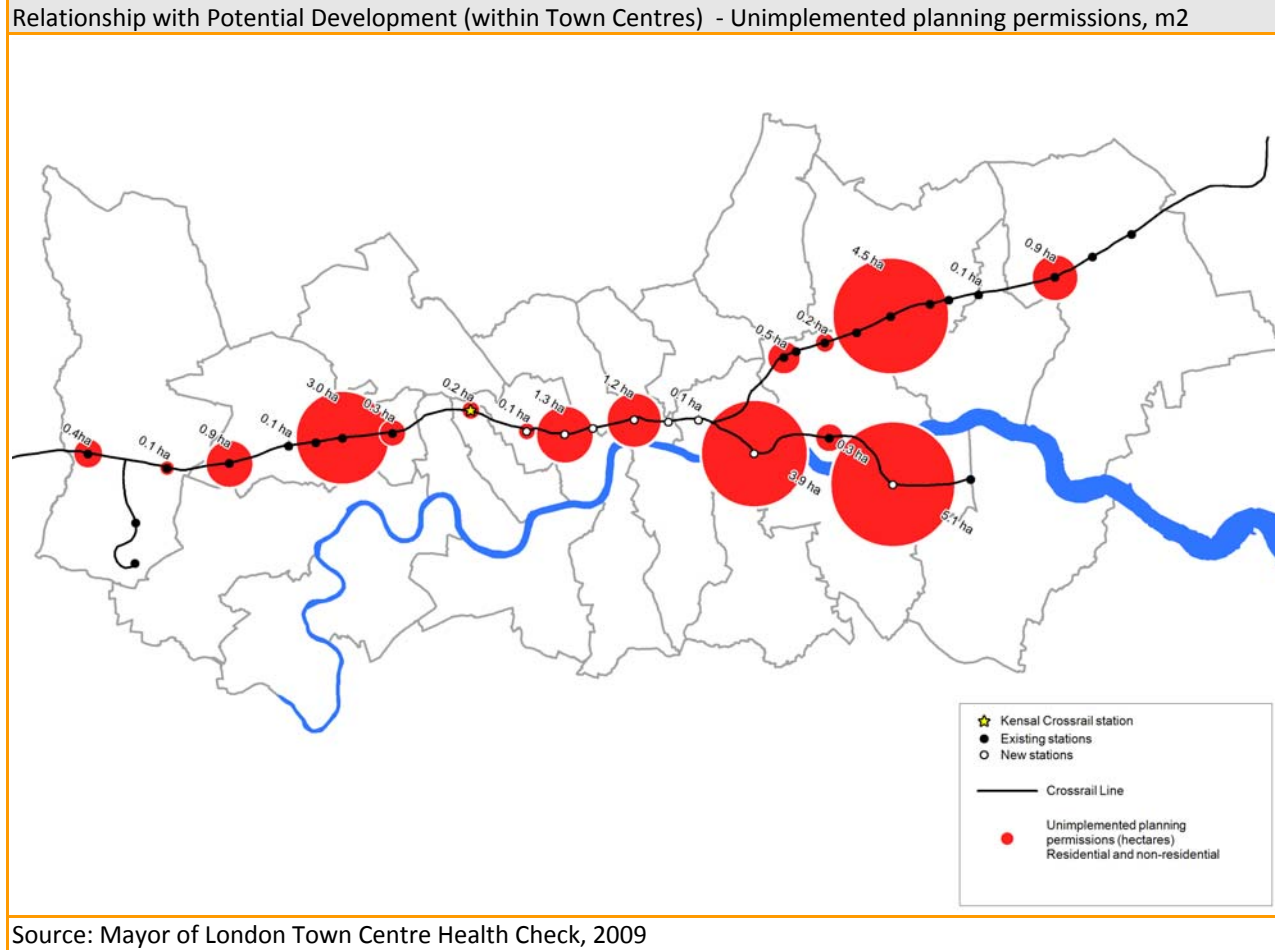 Relationship with Potential Development (within Town Centres)  - Unimplemented planning permissions, m2
4.5 ha
0.1 ha
0.9 ha
0.2 ha
0.5 ha
0.4ha
0.1 ha
0.9 ha
0.1 ha
3.0 ha
0.3 ha
0.2 ha
0.1 ha
1.3 ha
1.2 ha
0.1 ha
3.9 ha
0.3 ha
5.1 ha
Kensal Crossrail station
Existing stations
New stations
Crossrail Line
Unimplemented planning
permissions (hectares)
Residential and non-residential
Source: Mayor of London Town Centre Health Check, 2009